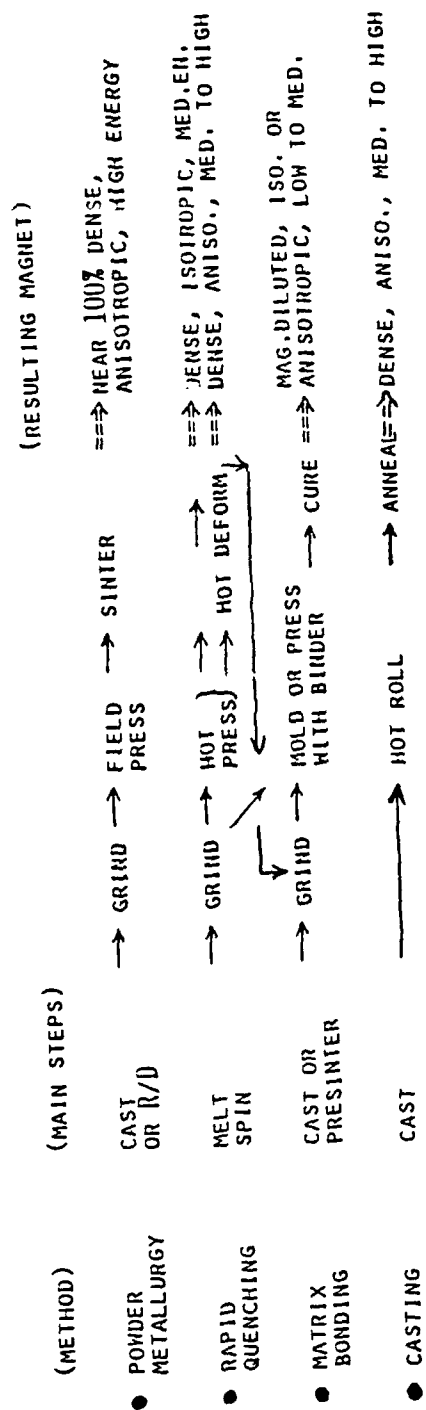 (METHOD) (MAIN STEPS) (RESULTING MAGNET)
● POWDER METALLURGY CAST OR R/D → GRIND → FIELD PRESS → SINTER ===> NEAR 100% DENSE, ANISOTROPIC, HIGH ENERGY
● RAPID QUENCHING MELT SPIN → GRIND → HOT PRESS} → → ===> DENSE, ISOTROPIC, MED.EN.
→ HOT DEFORM ===> DENSE, ANISO., MED. TO HIGH
● MATRIX BONDING CAST OR PRESINTER → GRIND → MOLD OR PRESS WITH BINDER → CURE ===> MAG.DILUTED, ISO. OR ANISOTROPIC, LOW TO MED.
● CASTING CAST → HOT ROLL → ANNEAL ==> DENSE, ANISO., MED. TO HIGH